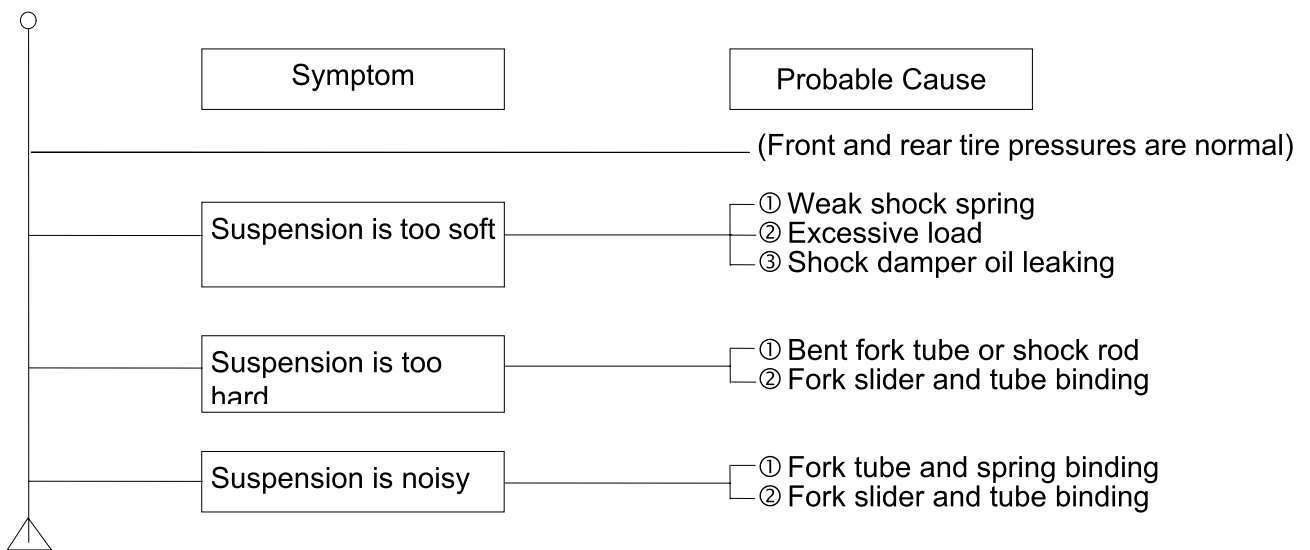 Symptom
Probable Cause
(Front and rear tire pressures are normal)
Suspension is too soft
① Weak shock spring
② Excessive load
③ Shock damper oil leaking
Suspension is too
hard
① Bent fork tube or shock rod
② Fork slider and tube binding
Suspension is noisy
① Fork tube and spring binding
② Fork slider and tube binding